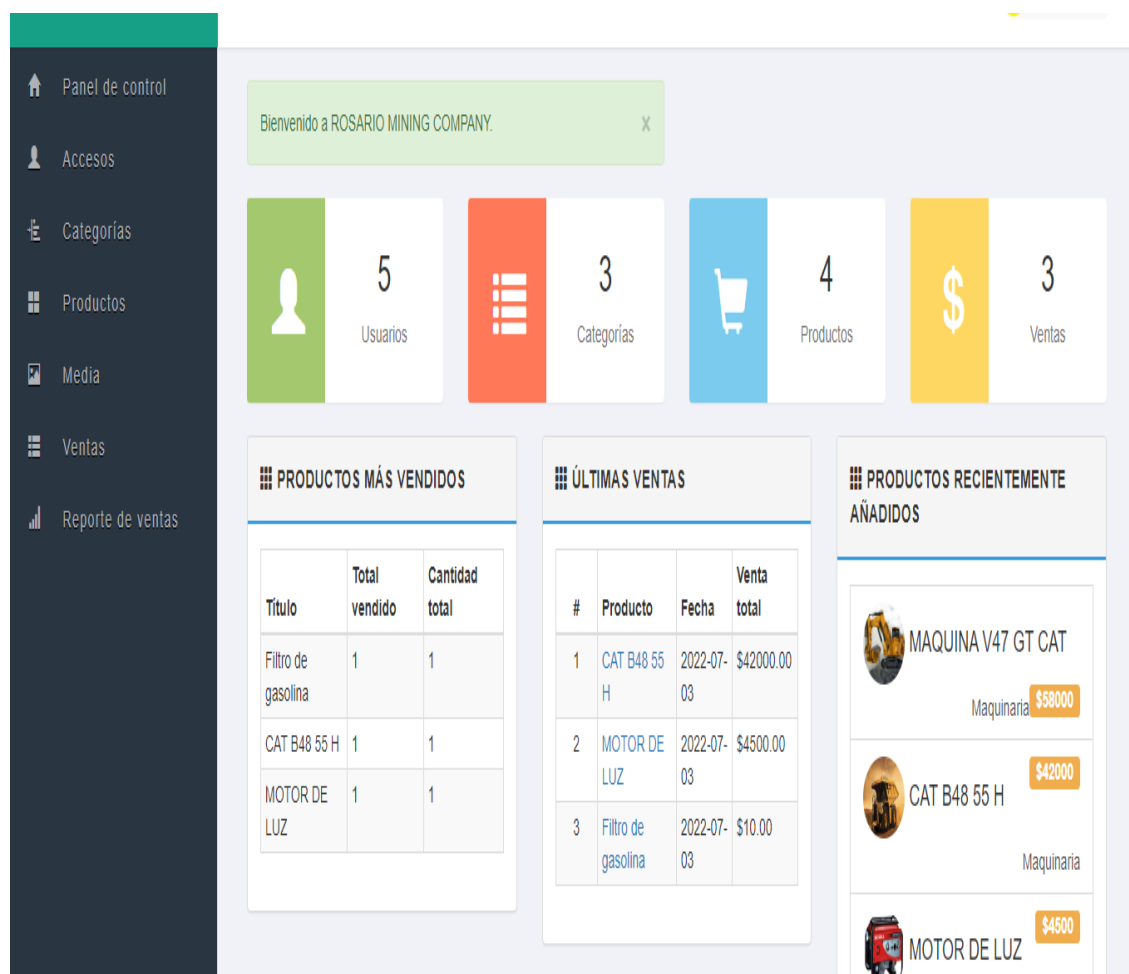 Panel de control
Accesos
Categorías
Productos
Media
Ventas
Reporte de ventas
Bienvenido a ROSARIO MINING COMPANY.
×
5
Usuarios
3
Categorías
4
Productos
$
3
Ventas
PRODUCTOS MÁS VENDIDOS
Título Total vendido Cantidad total
Filtro de gasolina 1 1
CAT B48 55 H 1 1
MOTOR DE LUZ 1 1
ÚLTIMAS VENTAS
# Producto Fecha Venta total
1 CAT B48 55 H 2022-07-03 $42000.00
2 MOTOR DE LUZ 2022-07-03 $4500.00
3 Filtro de gasolina 2022-07-03 $10.00
PRODUCTOS RECIENTEMENTE
AÑADIDOS
MAQUINA V47 GT CAT
Maquinaria $58000
$42000
CAT B48 55 H
Maquinaria
$4500
MOTOR DE LUZ